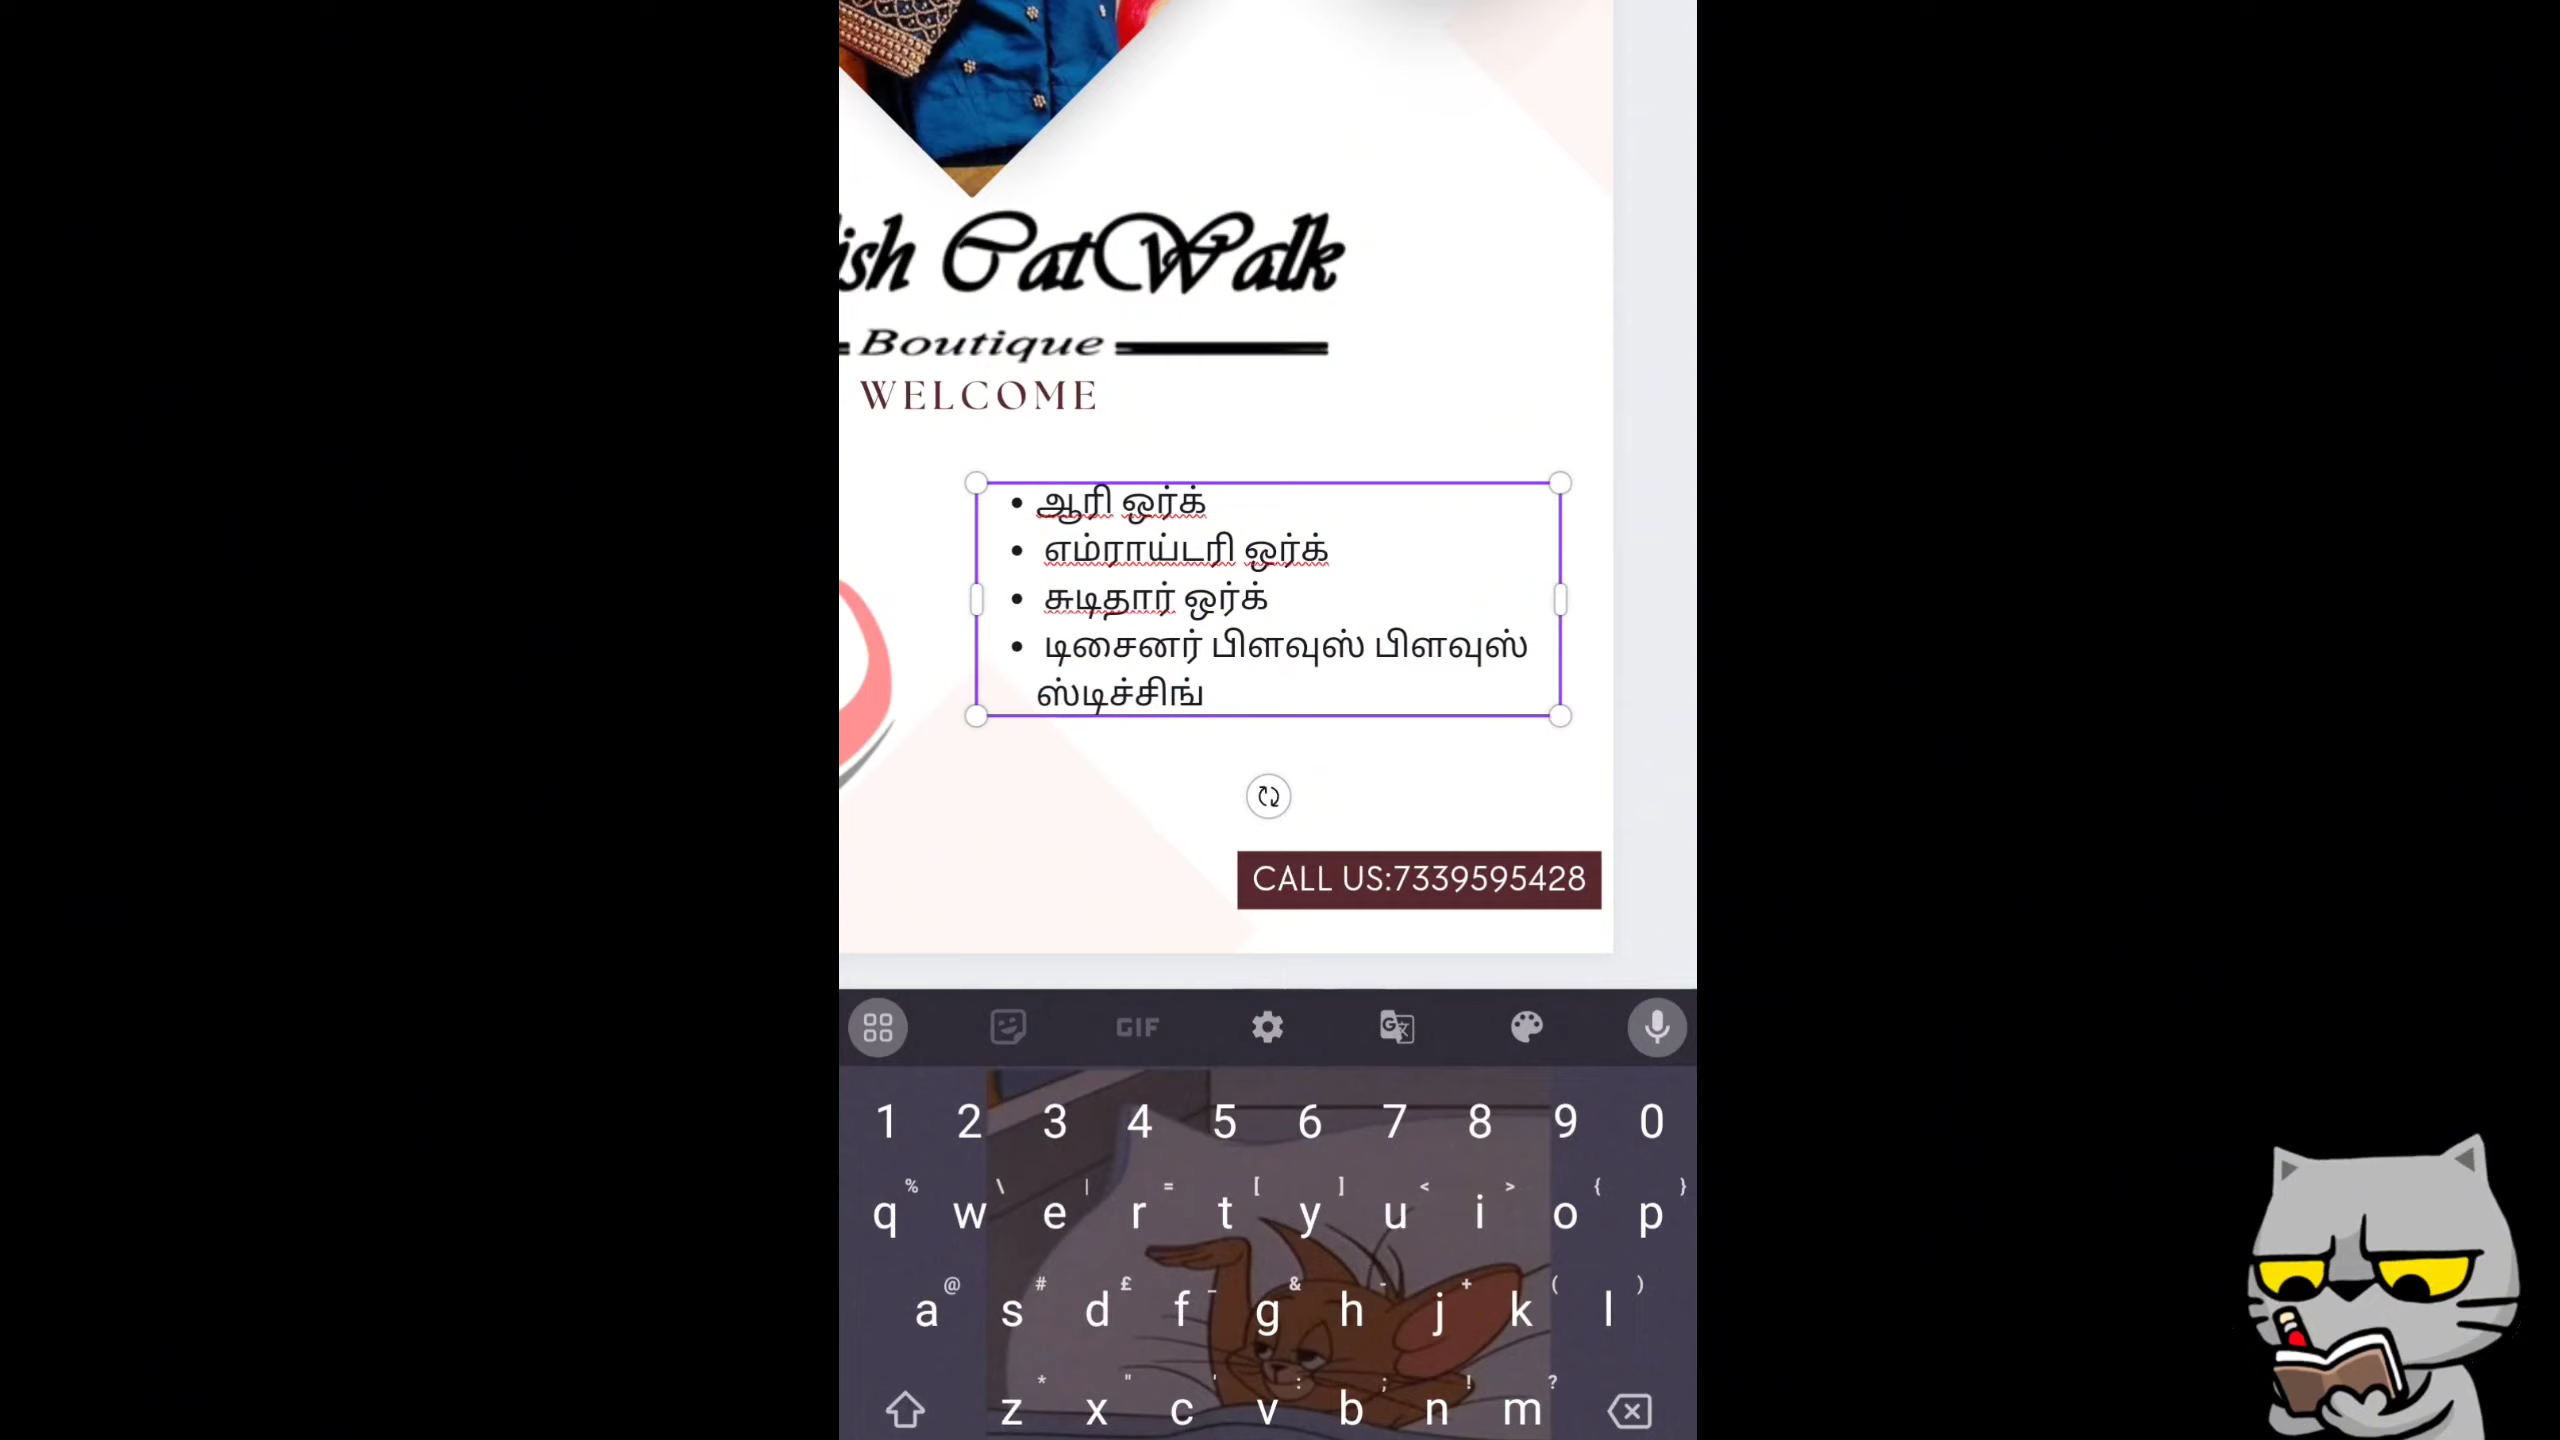 ish CatWalk
Boutique
WELCOME
• ஆரி ஒர்க்
• எம்ராய்டரி ஓர்க்
• சுடிதார் ஒர்க்
• டிசைனர் பிளவுஸ் பிளவுஸ்
ஸ்டிச்சிங்
CALL US:7339595428
GIF
1 2 3 4 5 6 7 8 9 0
% \ | = [ ] < > { }
q w e r t y u i o p
@ # £ _ & - + ( )
a s d f g h j k l
* " ' : ; ! ?
z x c v b n m